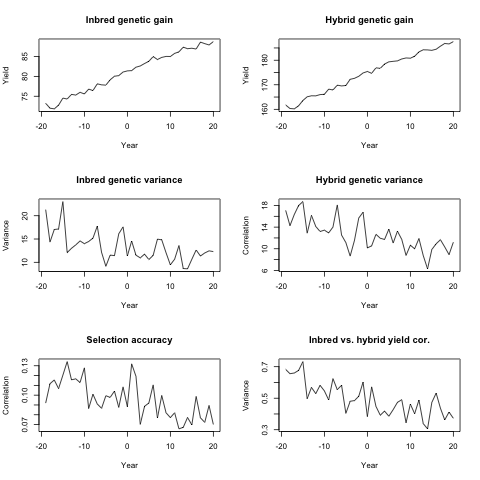 Inbred genetic gain
Yield
75 80 85
-20 -10 0 10 20
Year
Hybrid genetic gain
Yield
160 170 180
-20 -10 0 10 20
Year
Inbred genetic variance
Variance
10 15 20
-20 -10 0 10 20
Year
Hybrid genetic variance
Correlation
6 10 14 18
-20 -10 0 10 20
Year
Selection accuracy
Correlation
0.07 0.10 0.13
-20 -10 0 10 20
Year
Inbred vs. hybrid yield cor.
Variance
0.3 0.5 0.7
-20 -10 0 10 20
Year